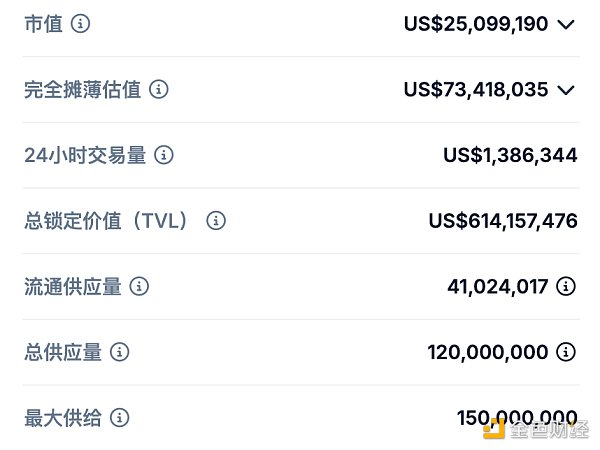 市值 US$25,099,190
完全摊薄估值 US$73,418,035
24小时交易量 US$1,386,344
总锁定价值（TVL） US$614,157,476
流通供应量 41,024,017
总供应量 120,000,000
最大供给 150,000,000
金色财经